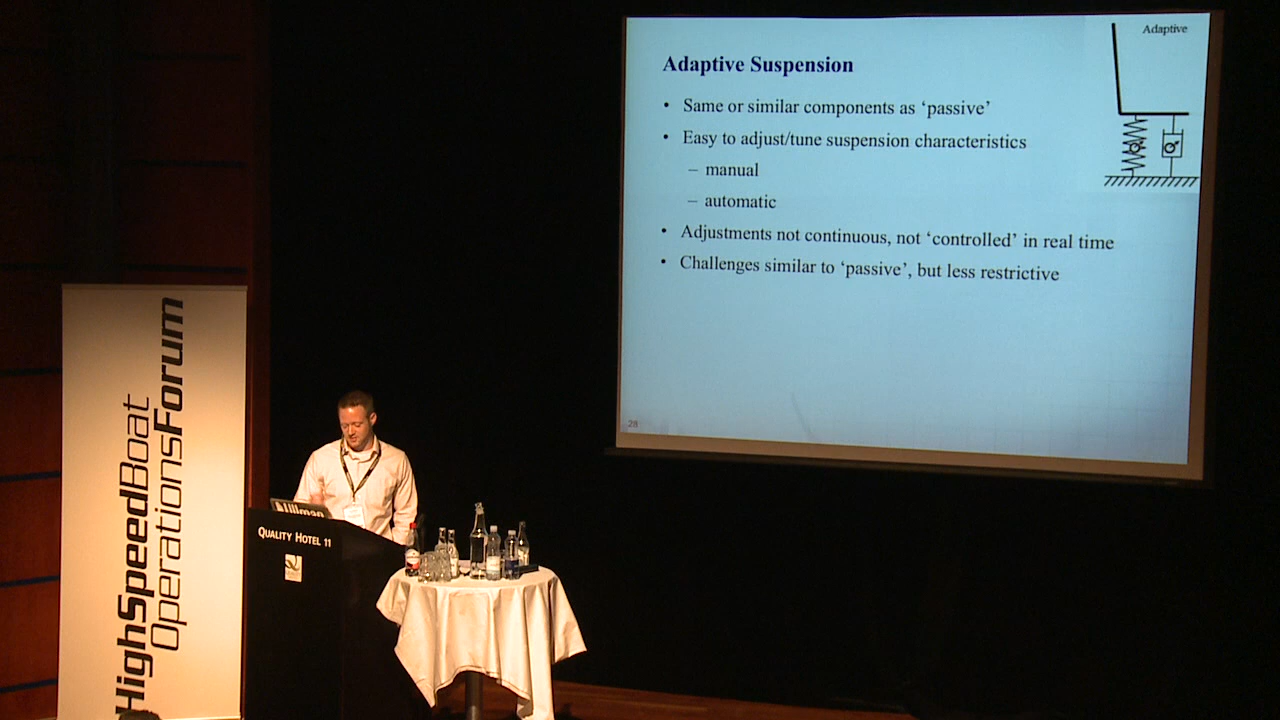 Adaptive
Adaptive Suspension
• Same or similar components as ‘passive’
• Easy to adjust/tune suspension characteristics
– manual
– automatic
• Adjustments not continuous, not ‘controlled’ in real time
• Challenges similar to ‘passive’, but less restrictive
28
HighSpeedBoat
OperationsForum
Ullman
QUALITY HOTEL 11